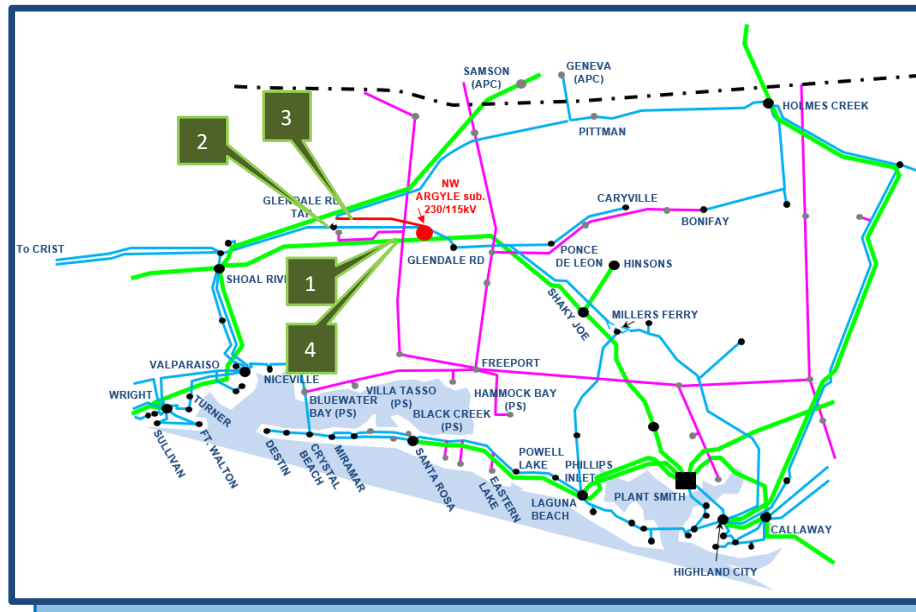 SAMSON
(APC)
GENEVA
(APC)
HOLMES CREEK
PITTMAN
3
2
NW
ARGYLE sub.
230/115kV
GLENDALE RD
TAP
CARYVILLE
BONIFAY
To CRIST
GLENDALE RD
PONCE
DE LEON
HINSONS
SHOAL RIVE
1
SHAKY JOE
MILLERS FERRY
4
VALPARAISO
NICEVILLE
FREEPORT
WRIGHT
TURNER
BLUEWATER
BAY (PS)
VILLA TASSO
(PS)
HAMMOCK BAY
(PS)
BLACK CREEK
(PS)
SULLIVAN
FT. WALTON
DESTIN
CRYSTAL
BEACH
MIRAMAR
SANTA ROSA
EASTERN
LAKE
POWELL
LAKE
PHILLIPS
INLET
LAGUNA
BEACH
PLANT SMITH
CALLAWAY
HIGHLAND CITY